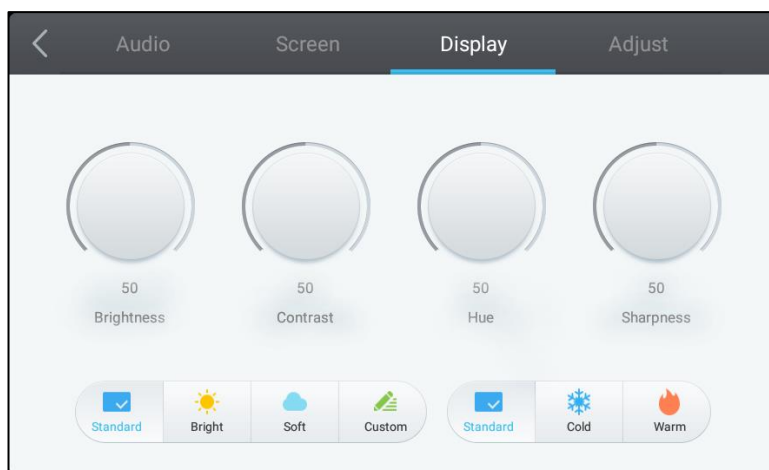 Audio Screen Display Adjust
50 50 50 50
Brightness Contrast Hue Sharpness
Standard Bright Soft Custom Standard Cold Warm